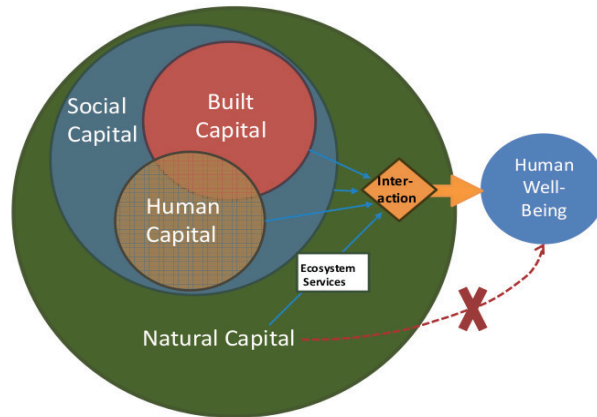 Social
Capital
Built
Capital
Human
Capital
Inter-
action
Human
Well-
Being
Ecosystem
Services
Natural Capital